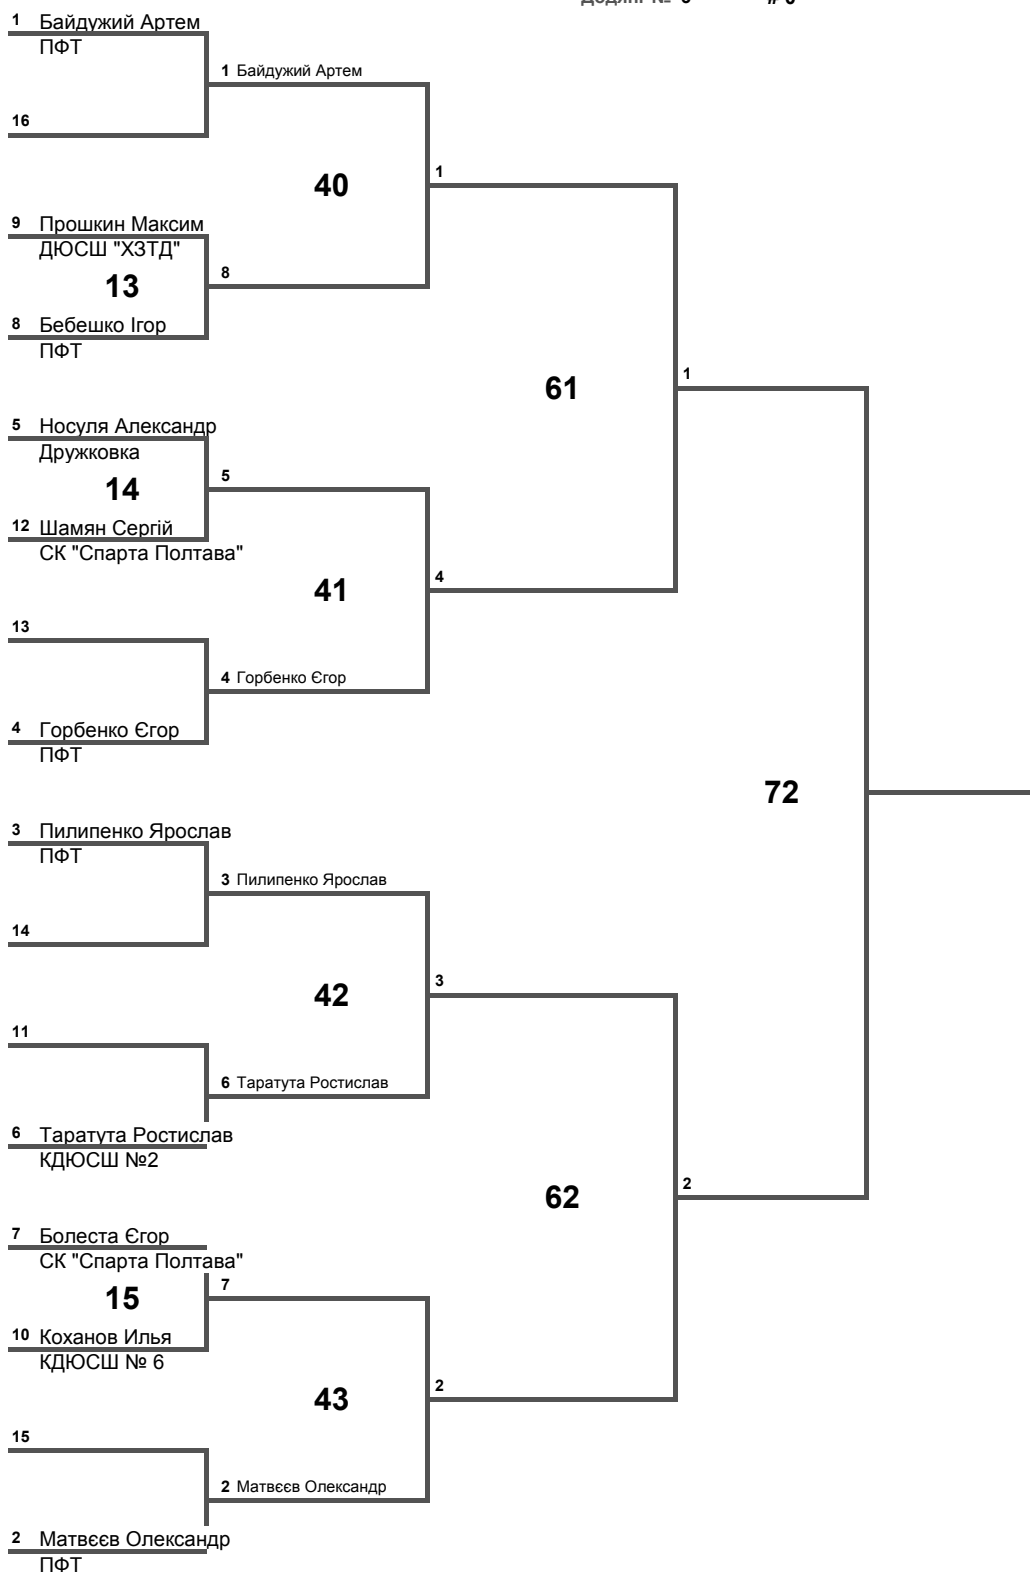 №
1 Байдужий Артем
ПФТ
1 Байдужий Артем
16
40
1
9 Прошкин Максим
ДЮСШ "ХЗТД"
13
8
8 Бебешко Ігор
ПФТ
61
1
5 Носуля Александр
Дружковка
14
5
12 Шамян Сергій
СК "Спарта Полтава"
41
4
13
4 Горбенко Єгор
4 Горбенко Єгор
ПФТ
72
3 Пилипенко Ярослав
ПФТ
3 Пилипенко Ярослав
14
42
3
11
6 Таратута Ростислав
6 Таратута Ростислав
КДЮСШ №2
62
2
7 Болеста Єгор
СК "Спарта Полтава"
15
7
10 Коханов Илья
КДЮСШ № 6
43
2
15
2 Матвєєв Олександр
2 Матвєєв Олександр
ПФТ